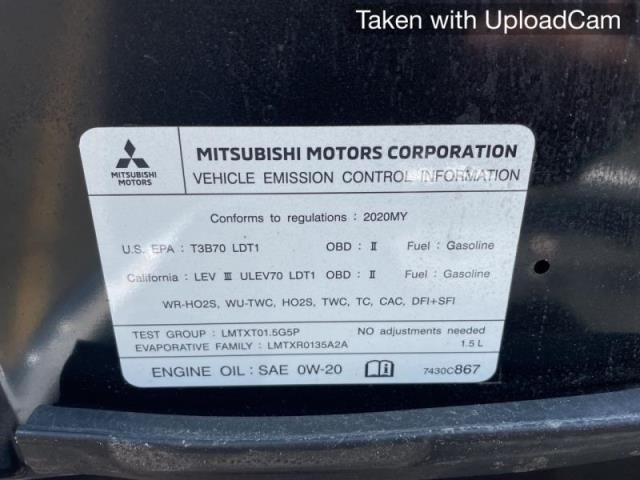 Taken with UploadCam
MITSUBISHI MOTORS
MITSUBISHI MOTORS CORPORATION
VEHICLE EMISSION CONTROL INFORMATION
Conforms to regulations : 2020MY
U.S. EPA : T3B70 LDT1 OBD : II Fuel : Gasoline
California : LEV III ULEV70 LDT1 OBD : II Fuel : Gasoline
WR-HO2S, WU-TWC, HO2S, TWC, TC, CAC, DFI+SFI
TEST GROUP : LMTXT01.5G5P NO adjustments needed
EVAPORATIVE FAMILY : LMTXR0135A2A 1.5 L
ENGINE OIL : SAE 0W-20 7430C867